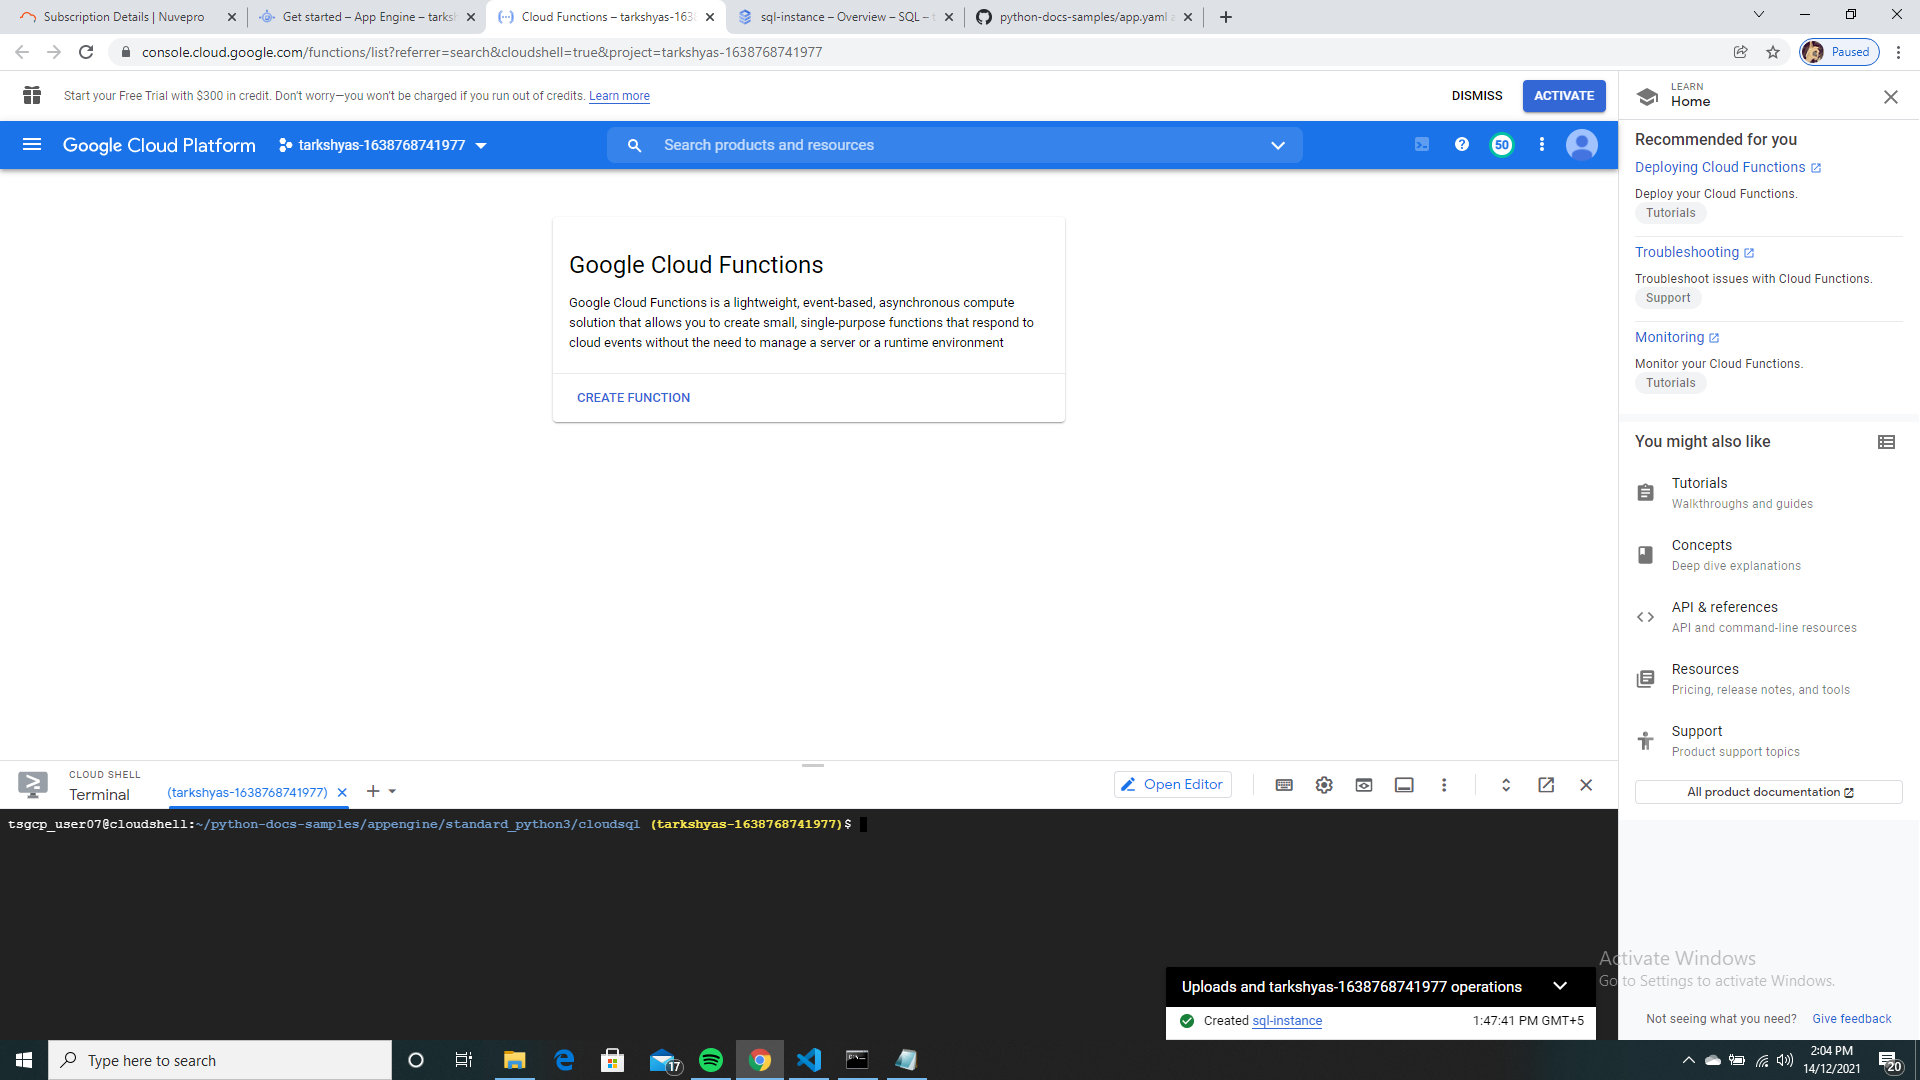 Subscription Details | Nuvepro
Get started – App Engine – tarksh
Cloud Functions – tarkshyas-1638
sql-instance – Overview – SQL – t
python-docs-samples/app.yaml a
console.cloud.google.com/functions/list?referrer=search&cloudshell=true&project=tarkshyas-1638768741977
Paused
Start your Free Trial with $300 in credit. Don't worry—you won't be charged if you run out of credits. Learn more
DISMISS
ACTIVATE
Google Cloud Platform
tarkshyas-1638768741977
Search products and resources
50
Google Cloud Functions
Google Cloud Functions is a lightweight, event-based, asynchronous compute
solution that allows you to create small, single-purpose functions that respond to
cloud events without the need to manage a server or a runtime environment
CREATE FUNCTION
LEARN
Home
Recommended for you
Deploying Cloud Functions
Deploy your Cloud Functions.
Tutorials
Troubleshooting
Troubleshoot issues with Cloud Functions.
Support
Monitoring
Monitor your Cloud Functions.
Tutorials
You might also like
Tutorials
Walkthroughs and guides
Concepts
Deep dive explanations
API & references
API and command-line resources
Resources
Pricing, release notes, and tools
Support
Product support topics
All product documentation
Not seeing what you need? Give feedback
CLOUD SHELL
Terminal
(tarkshyas-1638768741977)
Open Editor
tsgcp_user07@cloudshell:~/python-docs-samples/appengine/standard_python3/cloudsql (tarkshyas-1638768741977)$
Uploads and tarkshyas-1638768741977 operations
Created sql-instance
1:47:41 PM GMT+5
Activate Windows
Go to Settings to activate Windows.
Type here to search
17
2:04 PM
14/12/2021
20